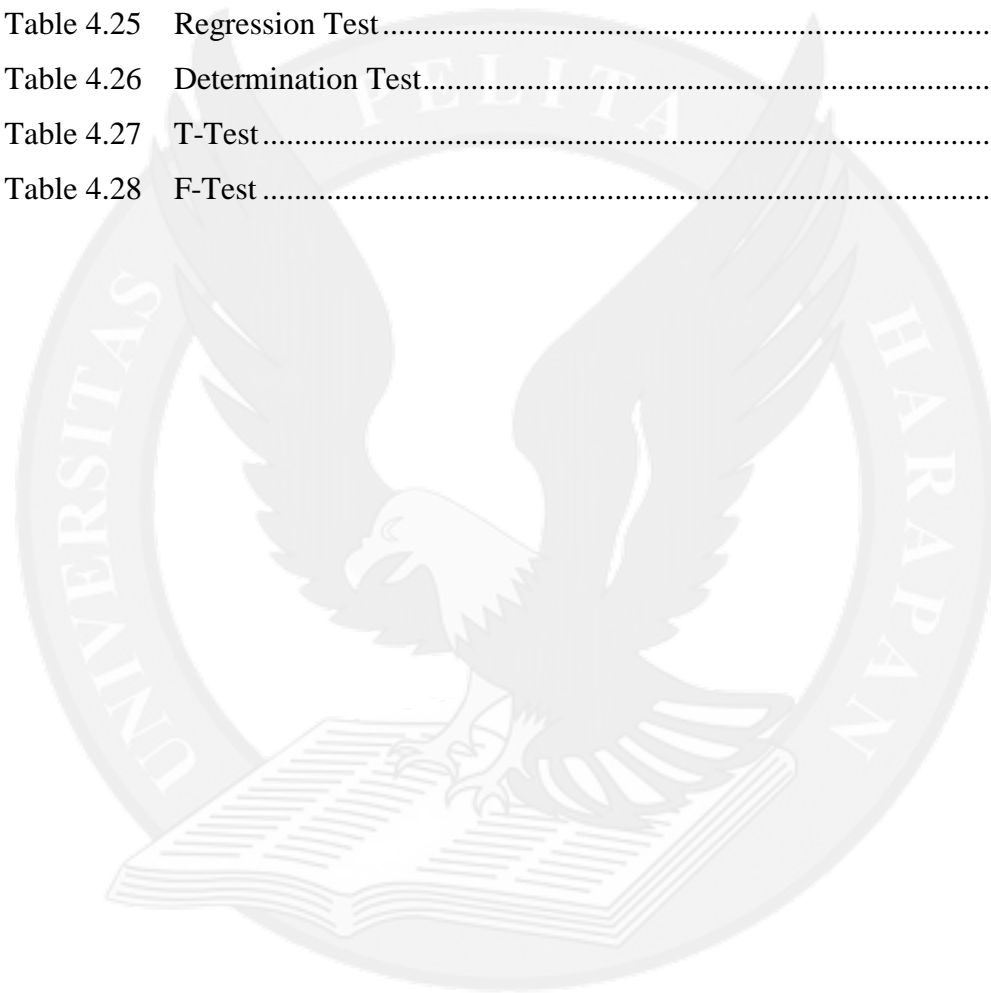 Table 4.25 Regression Test........................................................................
Table 4.26 Determination Test...................................................................
Table 4.27 T-Test.......................................................................................
Table 4.28 F-Test.......................................................................................
UNIVERSITAS PELITA HARAPAN